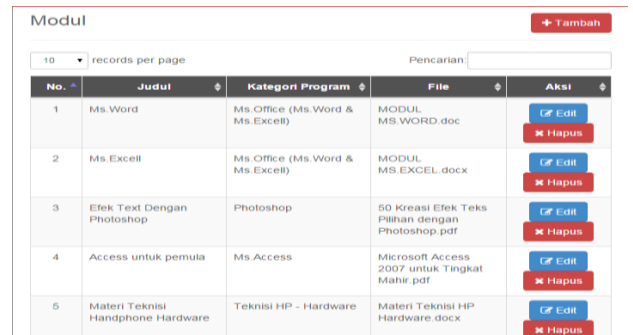 Modul
Tambah
10 records per page
Pencarian:
No. Judul Kategori Program File Aksi
1 Ms.Word Ms.Office (Ms.Word & MODUL Edit
Ms.Excell) MS.WORD.doc Hapus
2 Ms.Excell Ms.Office (Ms.Word & MODUL Edit
Ms.Excell) MS.EXCEL.docx Hapus
3 Efek Text Dengan Photoshop 50 Kreasi Efek Teks Edit
Photoshop Pilihan dengan Hapus
Photoshop.pdf
4 Access untuk pemula Ms.Access Microsoft Access Edit
2007 untuk Tingkat Hapus
Mahir.pdf
5 Materi Teknisi Teknisi HP - Hardware Materi Teknisi HP Edit
Handphone Hardware Hardware.docx Hapus